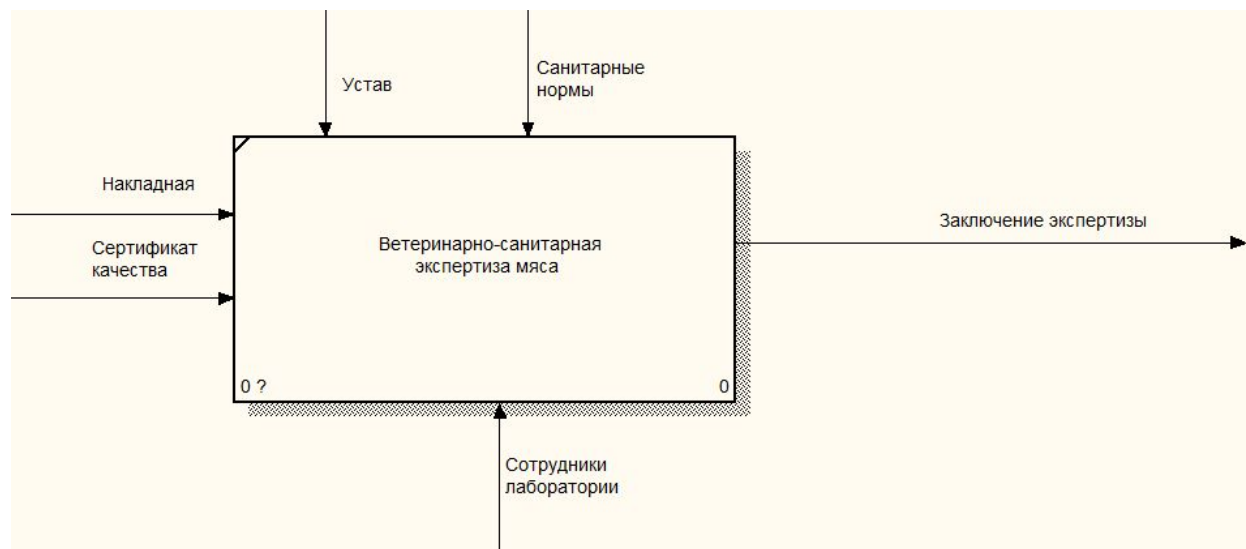 Устав
Санитарные
нормы
Накладная
Сертификат
качества
Ветеринарно-санитарная
экспертиза мяса
Заключение экспертизы
0 ?
0
Сотрудники
лаборатории